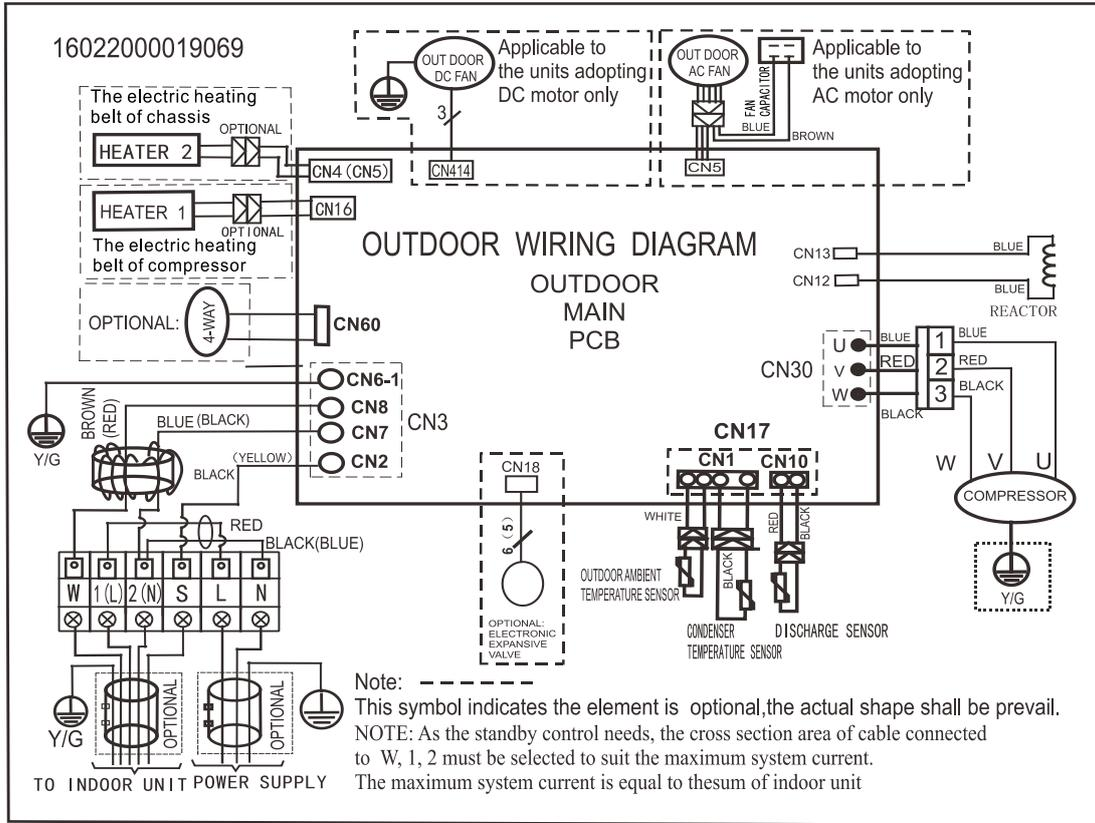 16022000019069
The electric heating
belt of chassis
OPTIONAL
HEATER 2
CN4 (CN5)
HEATER 1
CN16
OPTIONAL
The electric heating
belt of compressor
OPTIONAL:
4-WAY
CN60
OUT DOOR
DC FAN
3
CN414
Applicable to
the units adopting
DC motor only
OUT DOOR
AC FAN
FAN
CAPACITOR
BLUE
BROWN
CN5
Applicable to
the units adopting
AC motor only
OUTDOOR WIRING DIAGRAM
OUTDOOR
MAIN
PCB
CN13
BLUE
CN12
BLUE
REACTOR
CN30
U
V
W
BLUE
RED
BLACK
1
2
3
BLUE
RED
BLACK
W V U
COMPRESSOR
Y/G
CN6-1
CN8
CN7
CN2
CN3
Y/G
BROWN
(RED)
BLUE (BLACK)
(YELLOW)
BLACK
RED
BLACK(BLUE)
W 1(L) 2(N) S L N
Y/G
OPTIONAL
OPTIONAL
TO INDOOR UNIT
POWER SUPPLY
CN18
6 (5)
OPTIONAL:
ELECTRONIC
EXPANSIVE
VALVE
CN17
CN1
CN10
WHITE
BLACK
RED
BLACK
OUTDOOR AMBIENT
TEMPERATURE SENSOR
CONDENSER
TEMPERATURE SENSOR
DISCHARGE SENSOR
Note:
This symbol indicates the element is optional,the actual shape shall be prevail.
NOTE: As the standby control needs, the cross section area of cable connected
to W, 1, 2 must be selected to suit the maximum system current.
The maximum system current is equal to thesum of indoor unit